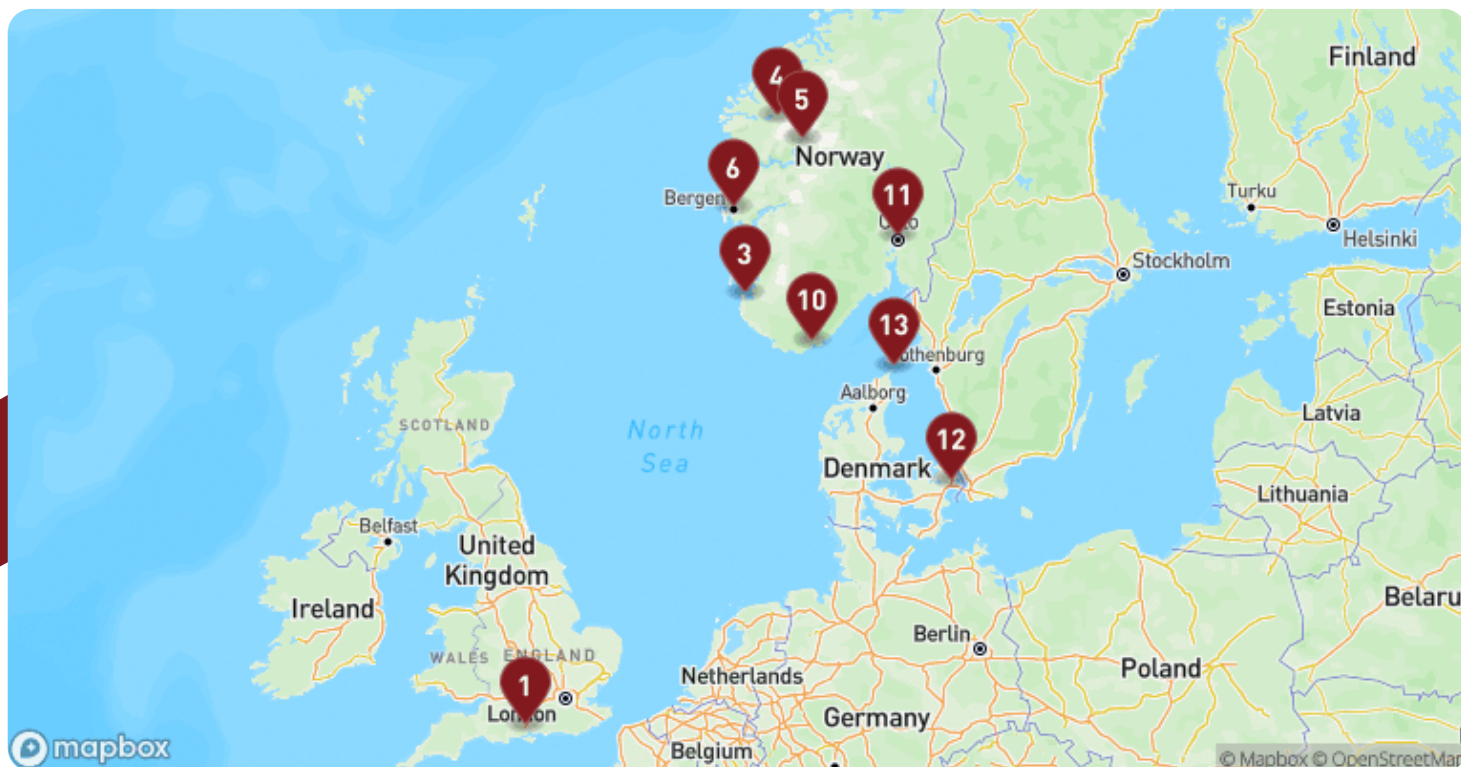 Finland
4
5
Norway
6
Bergen
11
Turku
Helsinki
3
Stockholm
10
13
Estonia
Aalborg
SCOTLAND
North
Sea
Latvia
12
Denmark
Lithuania
Belfast
United
Kingdom
Ireland
Belaru
WALES
ENGLAND
Berlin
1
Netherlands
Poland
London
Germany
Belgium
mapbox
© Mapbox © OpenStreetMap